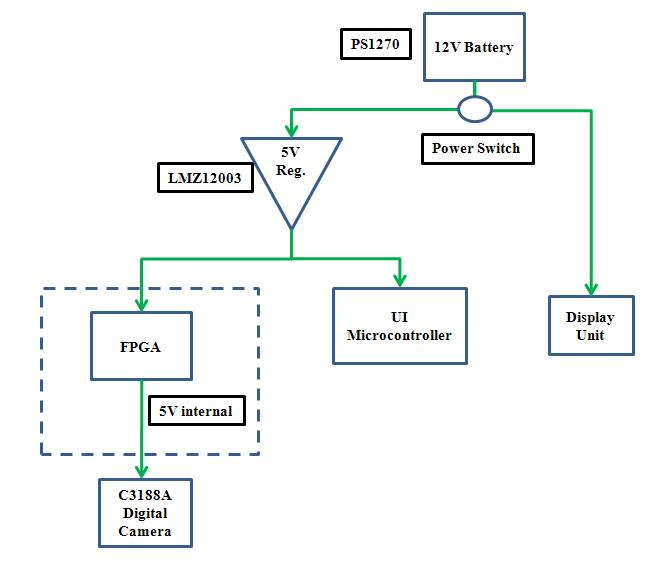 PS1270
12V Battery
Power Switch
5V
Reg.
LMZ12003
FPGA
UI
Microcontroller
Display
Unit
5V internal
C3188A
Digital
Camera